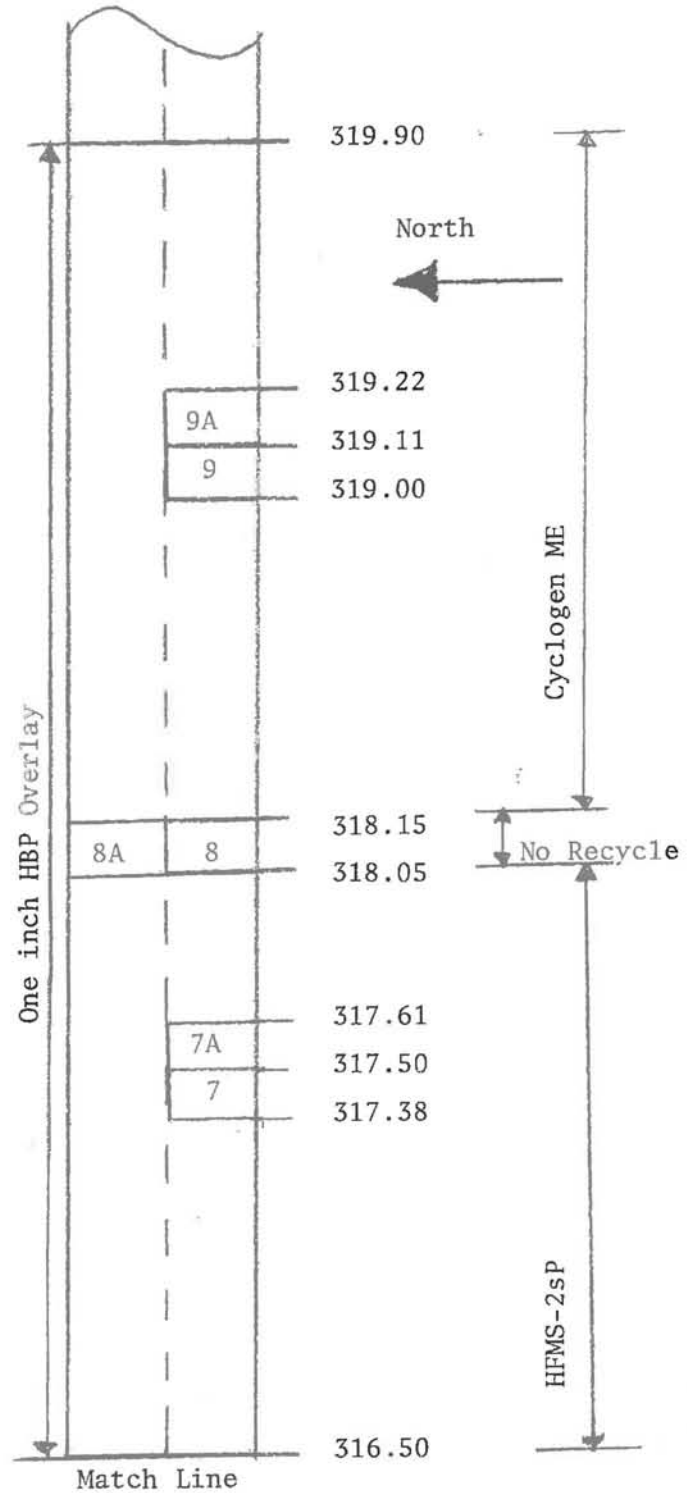 319.90
North
319.22
9A
319.11
9
319.00
Cyclogen ME
One inch HBP Overlay
318.15
8A 8
No Recycle
318.05
317.61
7A
317.50
7
317.38
HFMS-2sP
316.50
Match Line